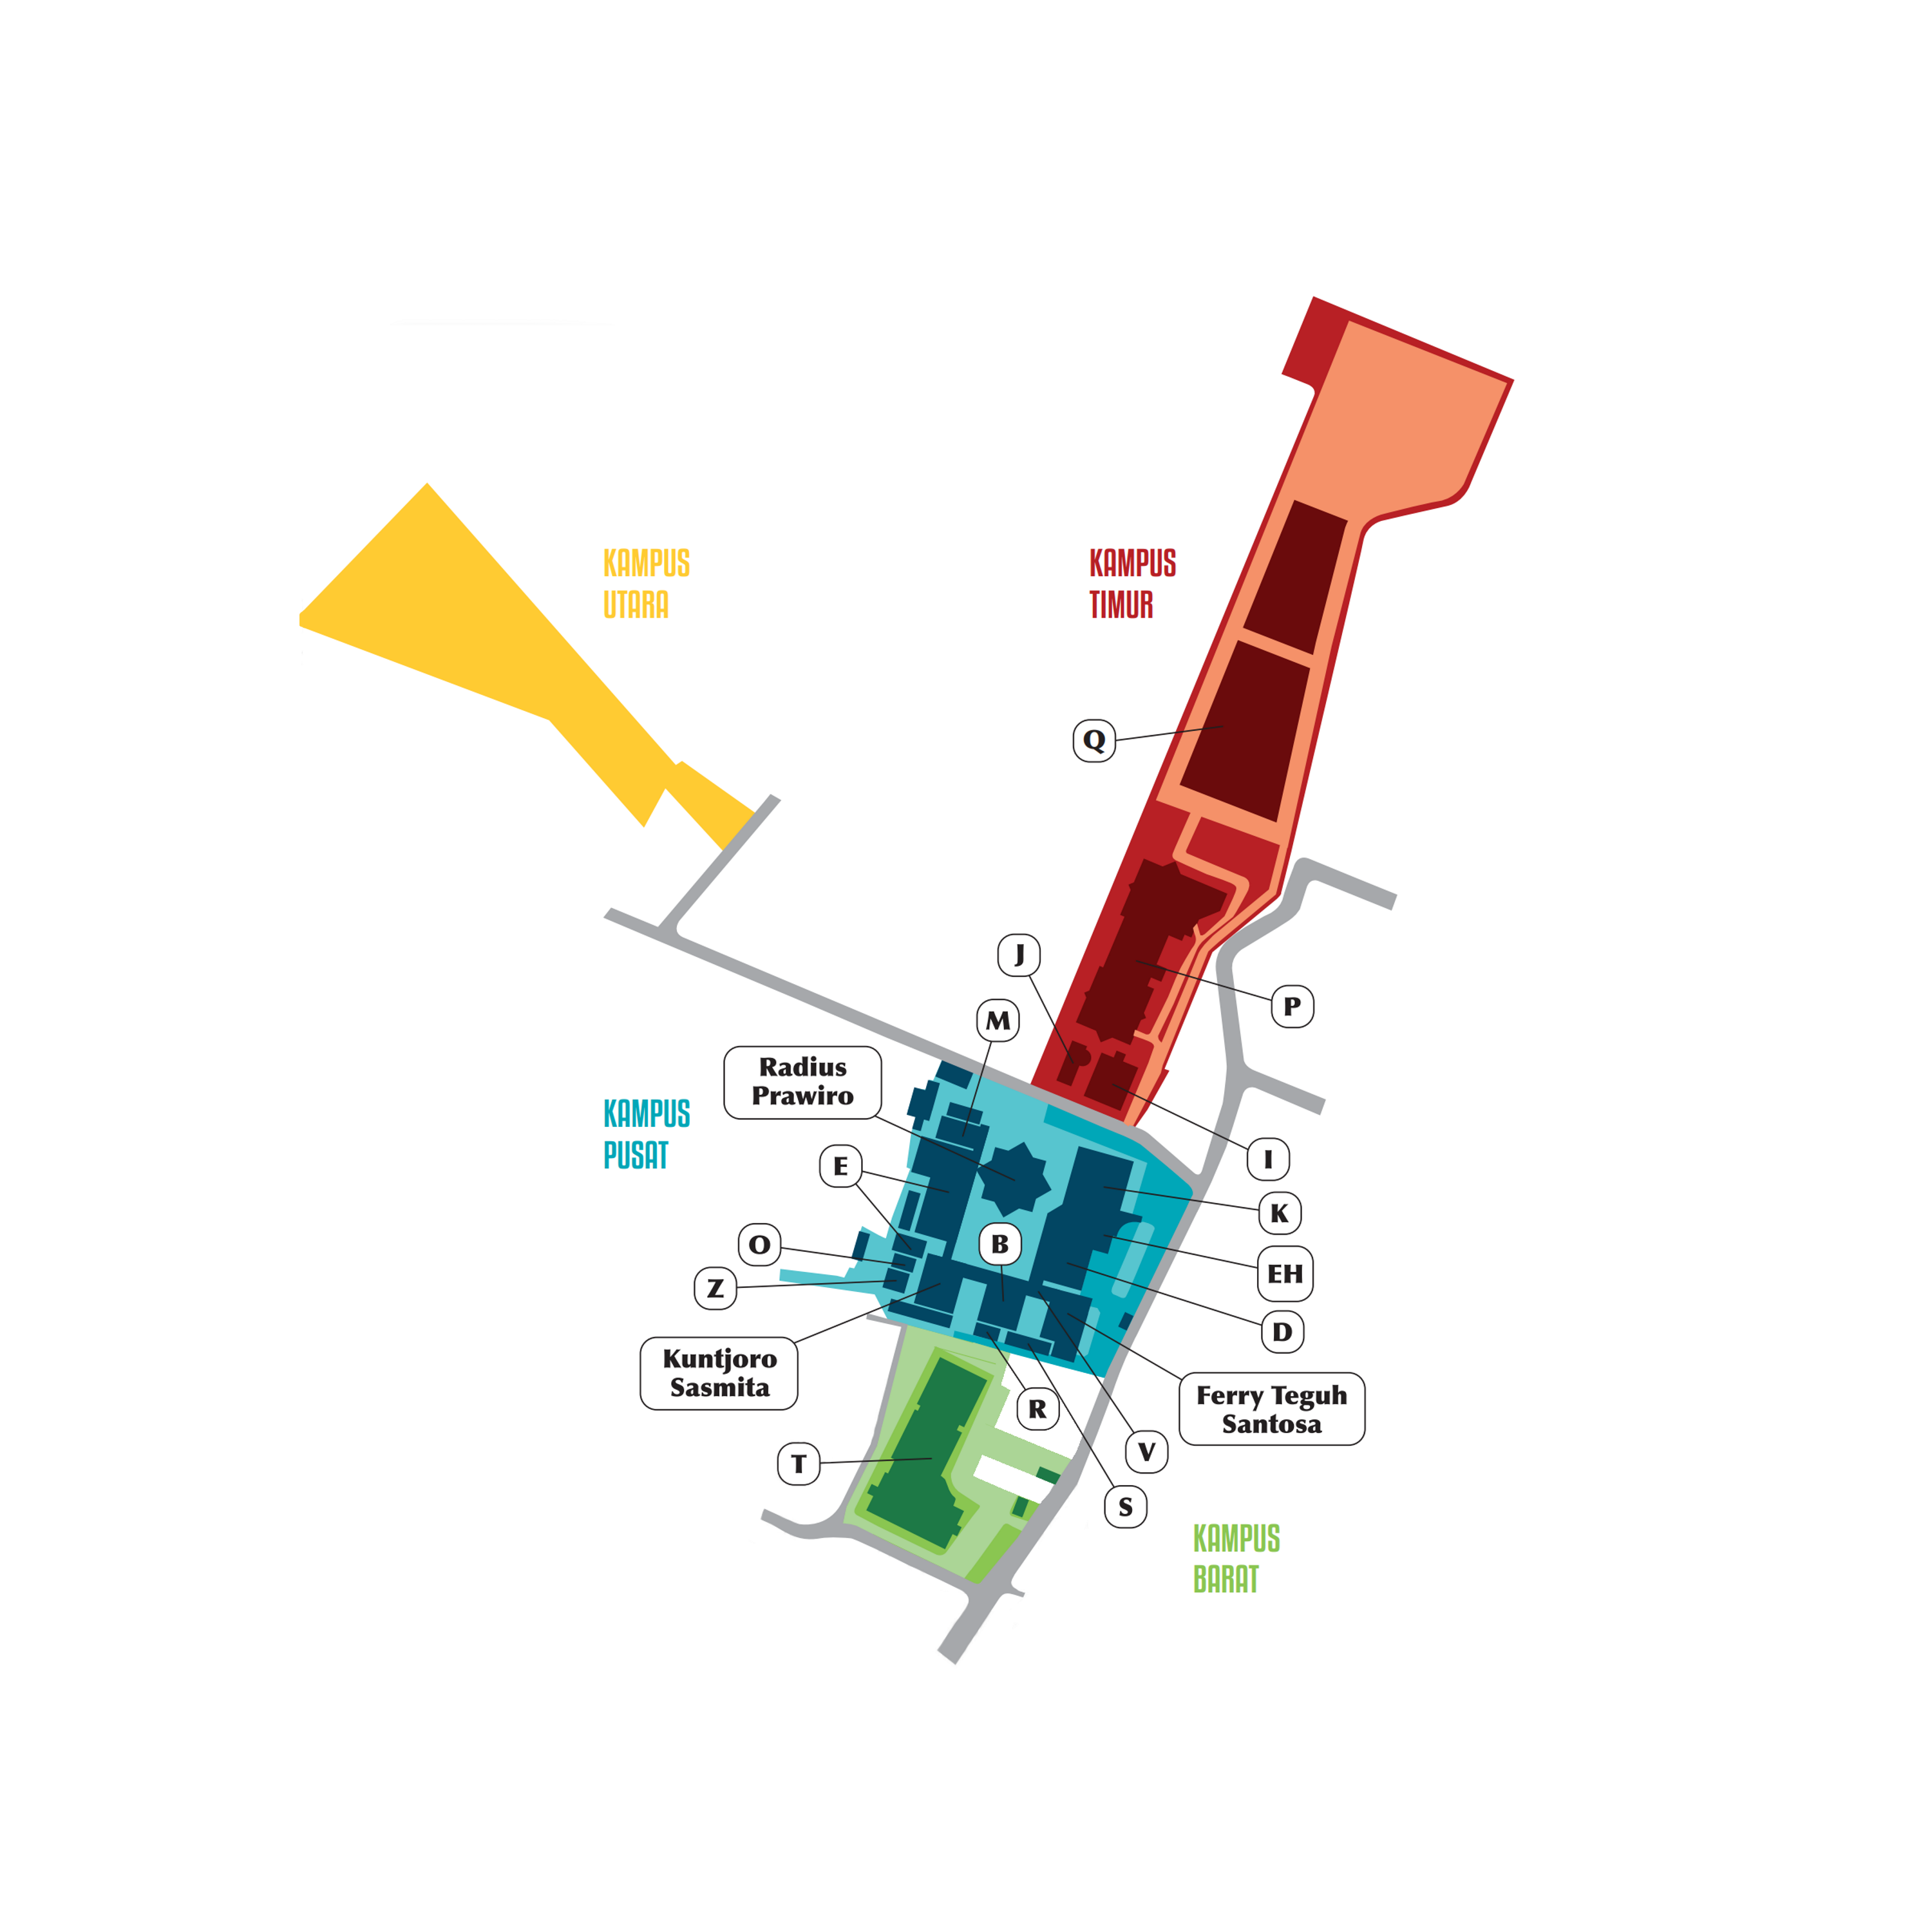 KAMPUS
UTARA
KAMPUS
TIMUR
Q
J
P
M
Radius
Prawiro
KAMPUS
PUSAT
E
I
K
O
B
EH
Z
D
Kuntjoro
Sasmita
Ferry Teguh
Santosa
R
V
T
S
KAMPUS
BARAT